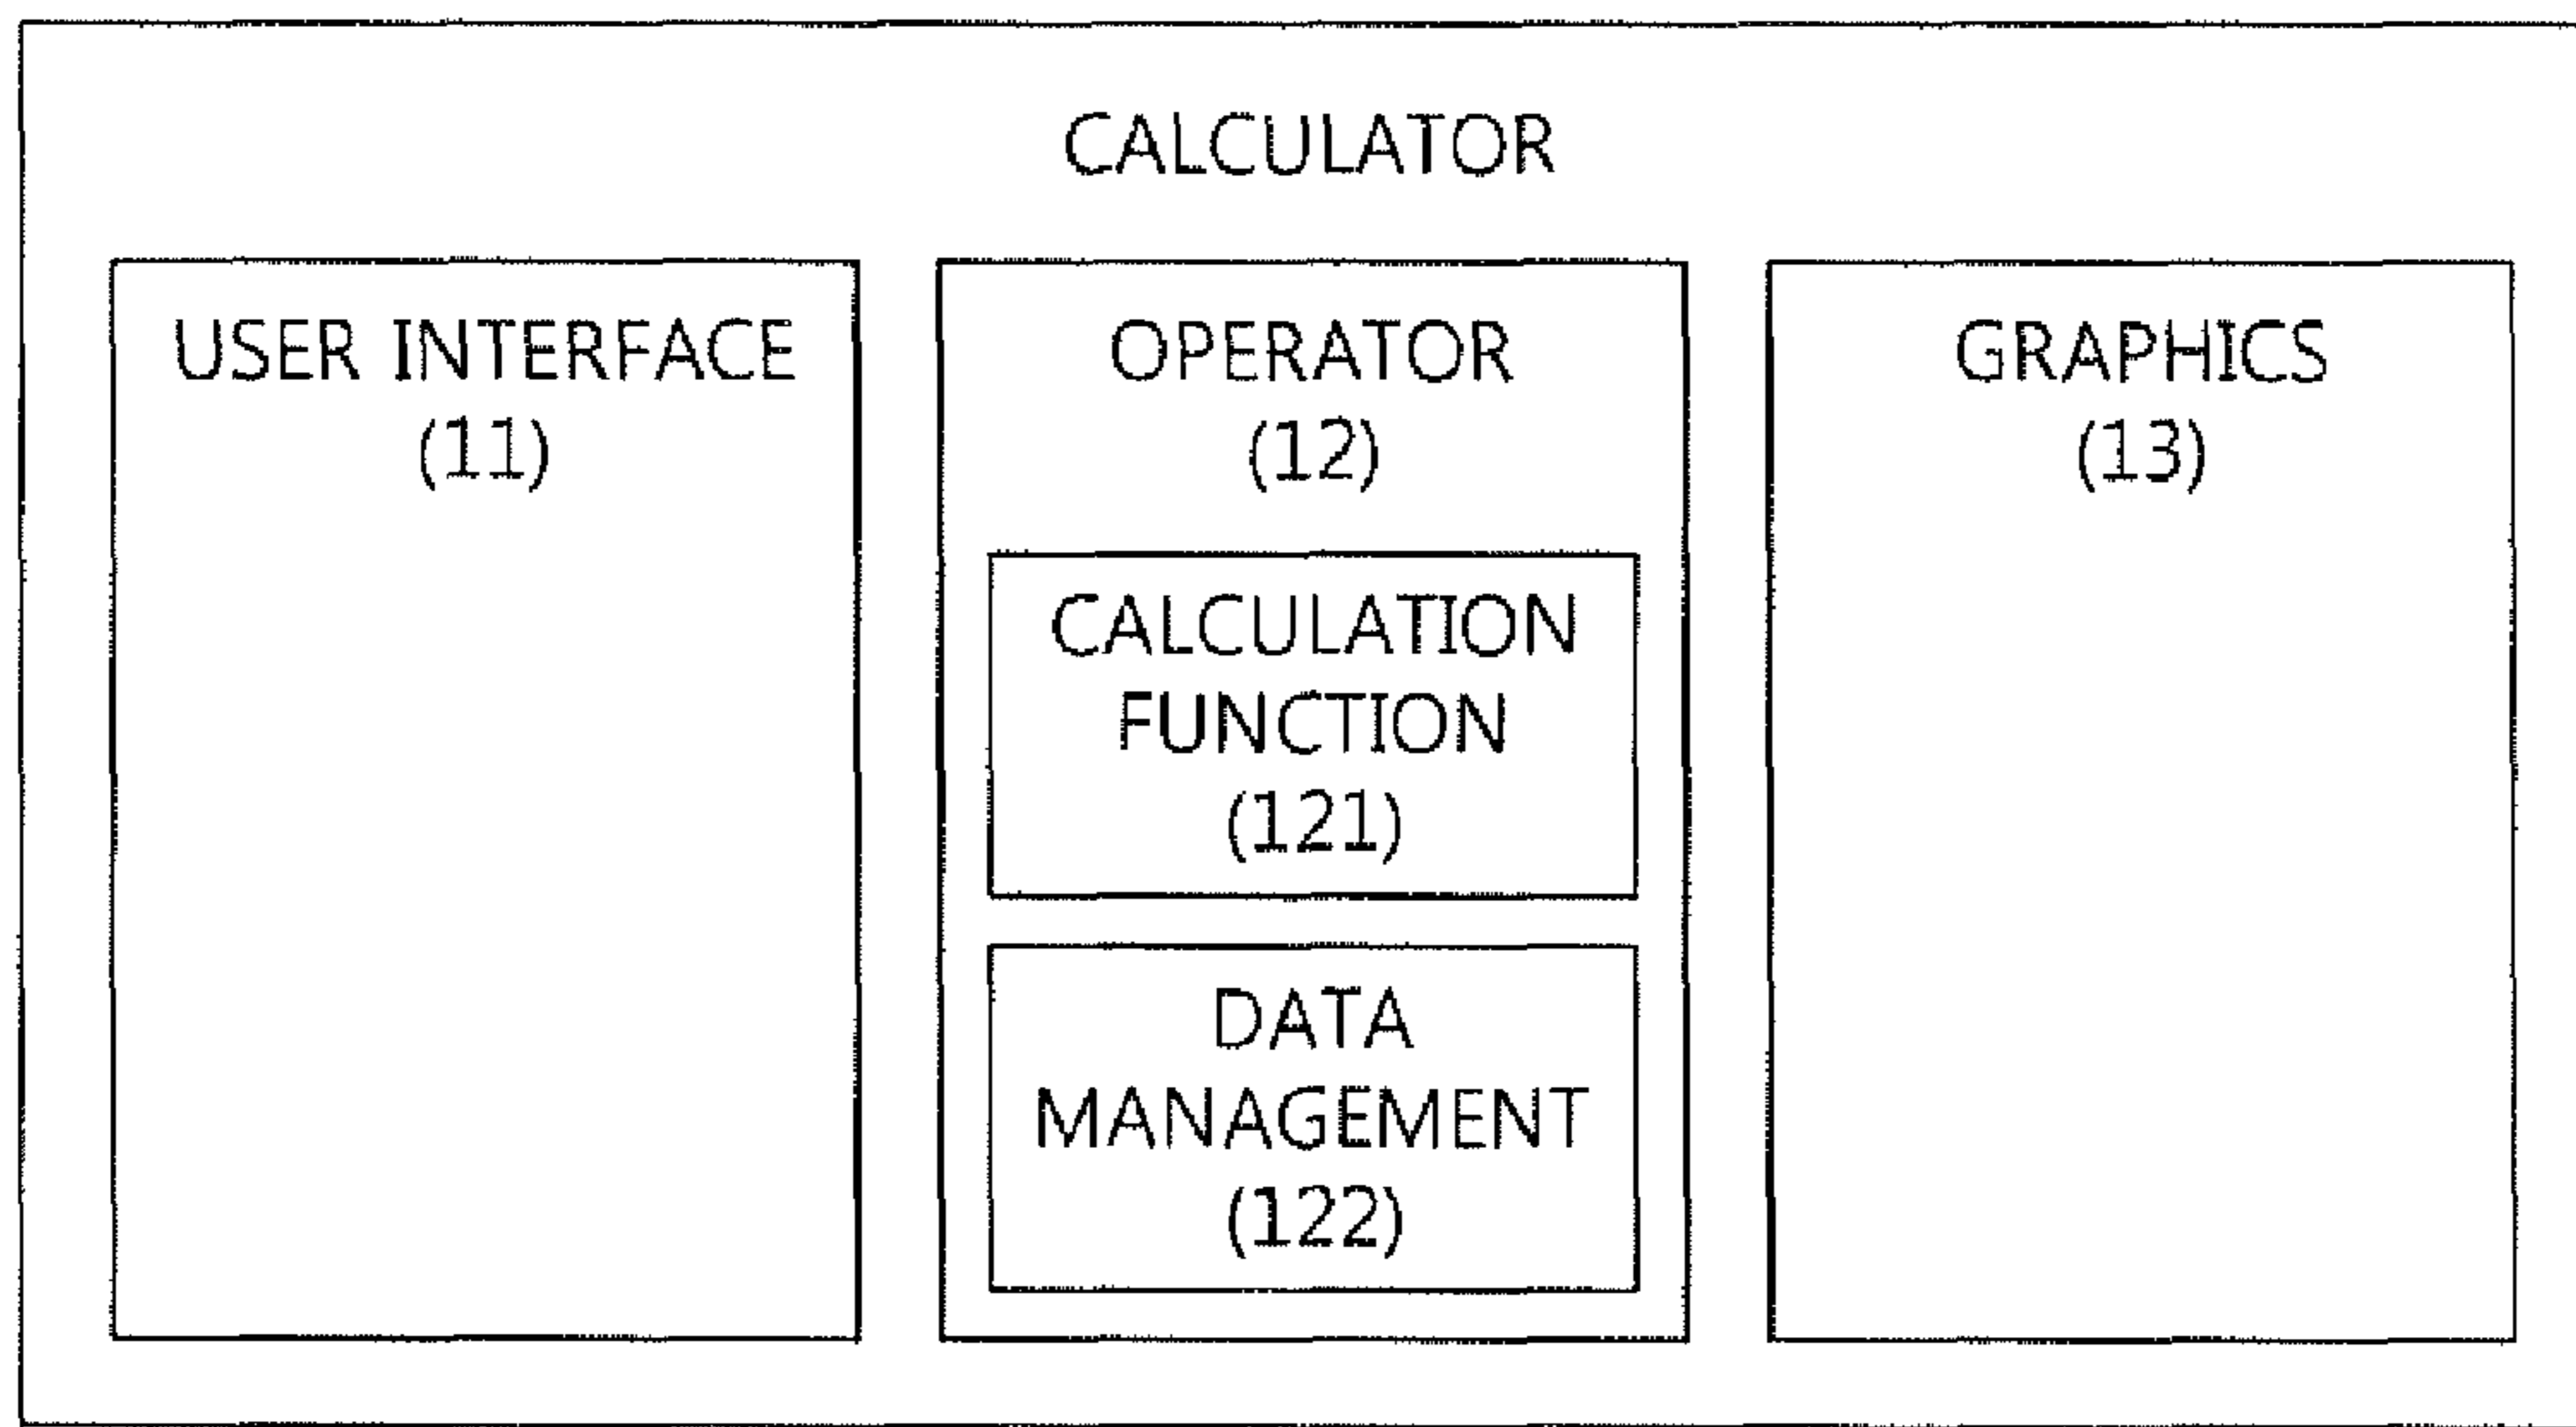 CALCULATOR
USER INTERFACE
(11)
OPERATOR
(12)
CALCULATION
FUNCTION
(121)
DATA
MANAGEMENT
(122)
GRAPHICS
(13)